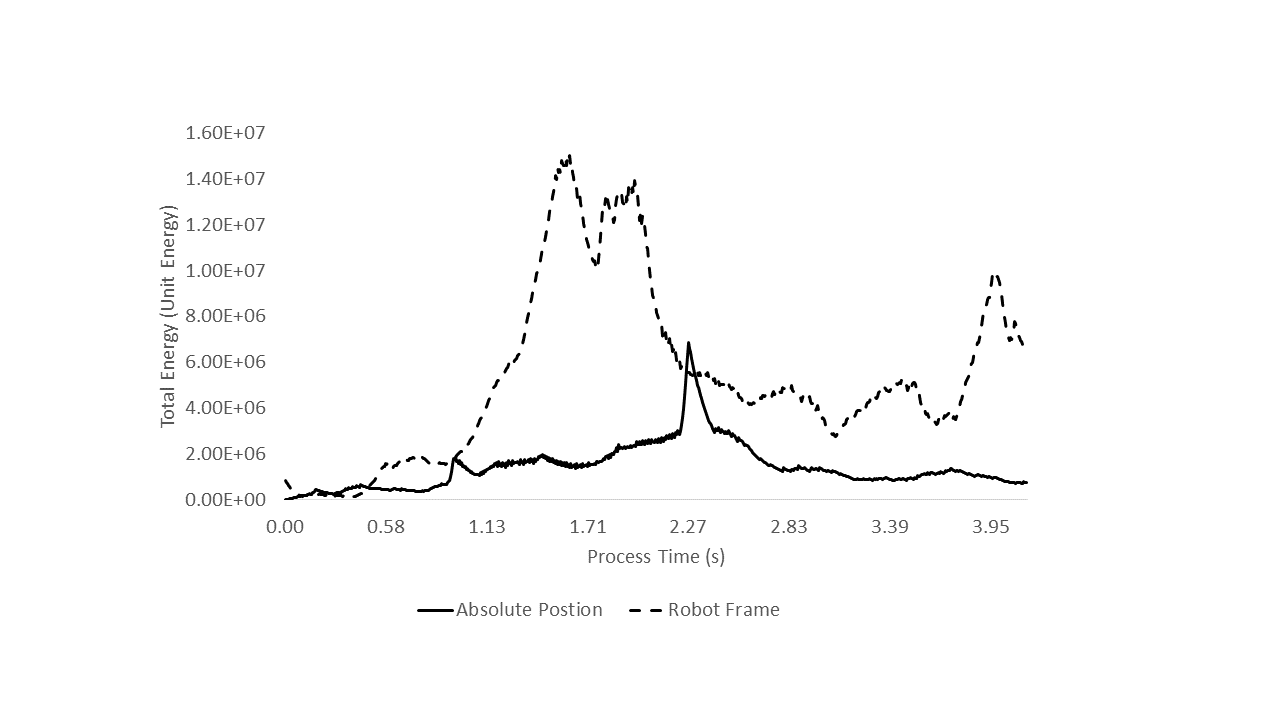 1.60E+07
1.40E+07
1.20E+07
1.00E+07
8.00E+06
6.00E+06
4.00E+06
2.00E+06
0.00E+00
Total Energy (Unit Energy)
0.00 0.58 1.13 1.71 2.27 2.83 3.39 3.95
Process Time (s)
Absolute Postion Robot Frame